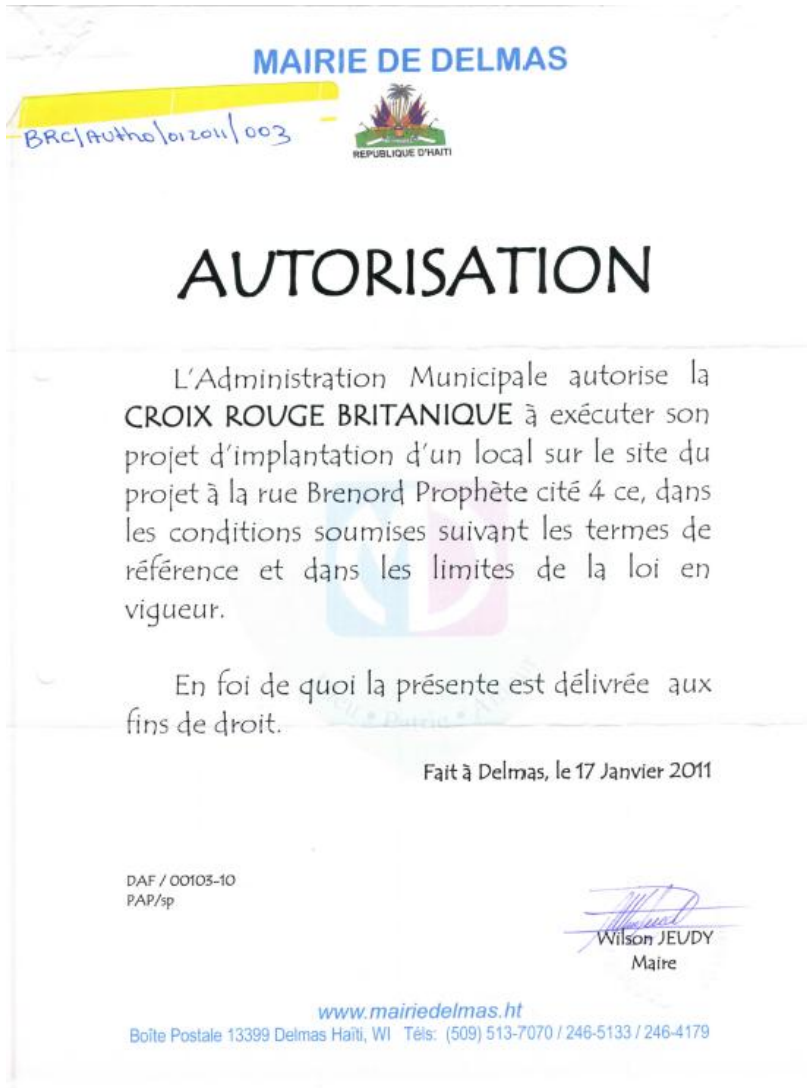 MAIRIE DE DELMAS
BRC/Autho/012011/003
REPUBLIQUE D'HAITI
AUTORISATION
L'Administration Municipale autorise la
CROIX ROUGE BRITANIQUE à exécuter son
projet d'implantation d'un local sur le site du
projet à la rue Brenord Prophète cité 4 ce, dans
les conditions soumises suivant les termes de
référence et dans les limites de la loi en
vigueur.
En foi de quoi la présente est délivrée aux
fins de droit.
Patrie
Fait à Delmas, le 17 Janvier 2011
DAF / 00103-10
PAP/sp
Wilson JEUDY
Maire
www.mairiedelmas.ht
Boîte Postale 13399 Delmas Haïti, WI Téls: (509) 513-7070 / 246-5133 / 246-4179